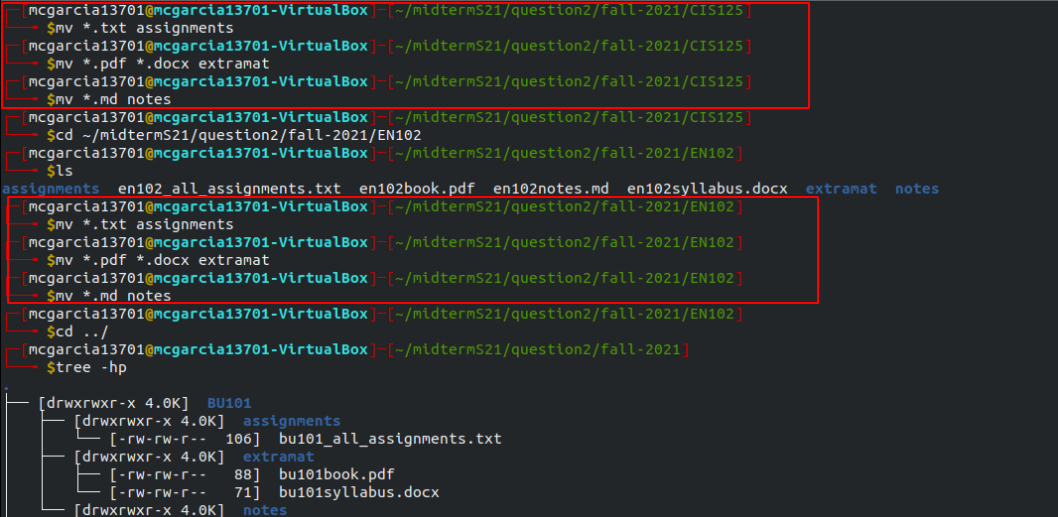 [mcgarcia13701@mcgarcia13701-VirtualBox]-[~/midtermS21/question2/fall-2021/CIS125]
$mv *.txt assignments
[mcgarcia13701@mcgarcia13701-VirtualBox]-[~/midtermS21/question2/fall-2021/CIS125]
$mv *.pdf *.docx extramat
[mcgarcia13701@mcgarcia13701-VirtualBox]-[~/midtermS21/question2/fall-2021/CIS125]
$mv *.md notes
[mcgarcia13701@mcgarcia13701-VirtualBox]-[~/midtermS21/question2/fall-2021/CIS125]
$cd ~/midtermS21/question2/fall-2021/EN102
[mcgarcia13701@mcgarcia13701-VirtualBox]-[~/midtermS21/question2/fall-2021/EN102]
$ls
assignments  en102_all_assignments.txt  en102book.pdf  en102notes.md  en102syllabus.docx  extramat  notes
[mcgarcia13701@mcgarcia13701-VirtualBox]-[~/midtermS21/question2/fall-2021/EN102]
$mv *.txt assignments
[mcgarcia13701@mcgarcia13701-VirtualBox]-[~/midtermS21/question2/fall-2021/EN102]
$mv *.pdf *.docx extramat
[mcgarcia13701@mcgarcia13701-VirtualBox]-[~/midtermS21/question2/fall-2021/EN102]
$mv *.md notes
[mcgarcia13701@mcgarcia13701-VirtualBox]-[~/midtermS21/question2/fall-2021/EN102]
$cd ../
[mcgarcia13701@mcgarcia13701-VirtualBox]-[~/midtermS21/question2/fall-2021]
$tree -hp
.
├── [drwxrwxr-x 4.0K]  BU101
│   ├── [drwxrwxr-x 4.0K]  assignments
│   │   └── [-rw-rw-r--  106]  bu101_all_assignments.txt
│   ├── [drwxrwxr-x 4.0K]  extramat
│   │   ├── [-rw-rw-r--   88]  bu101book.pdf
│   │   └── [-rw-rw-r--   71]  bu101syllabus.docx
│   └── [drwxrwxr-x 4.0K]  notes